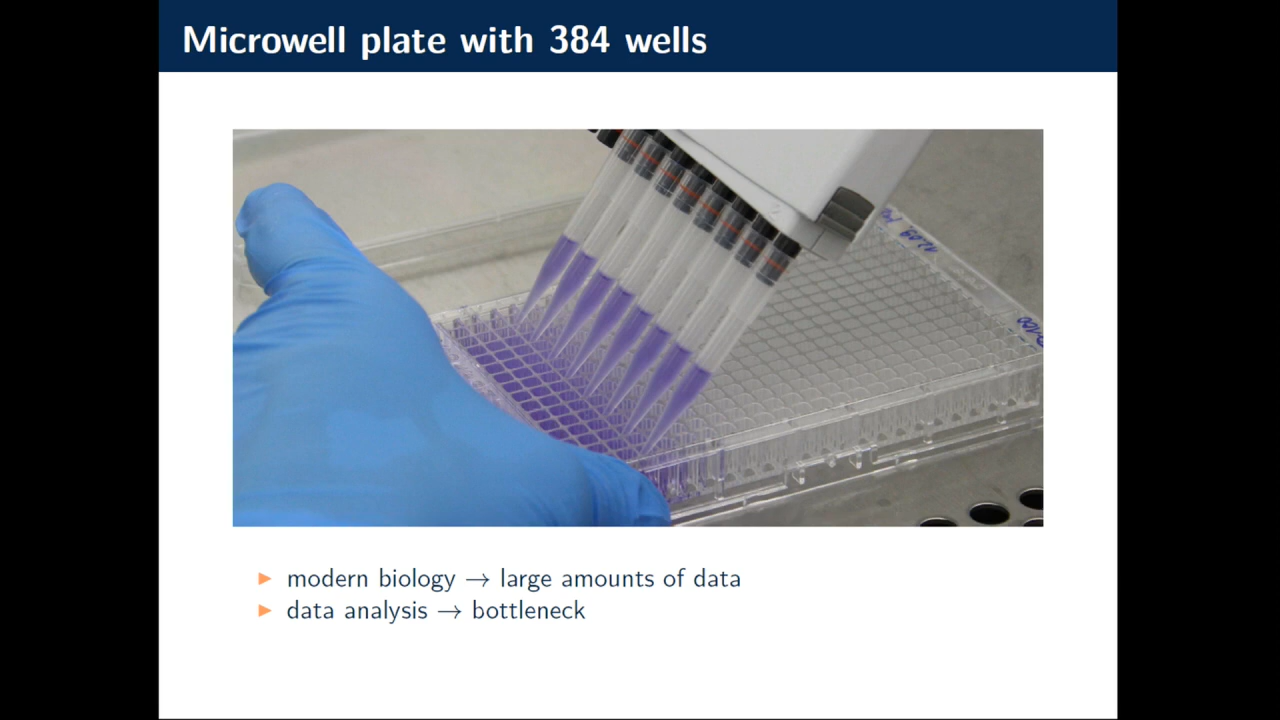 Microwell plate with 384 wells
modern biology → large amounts of data
data analysis → bottleneck